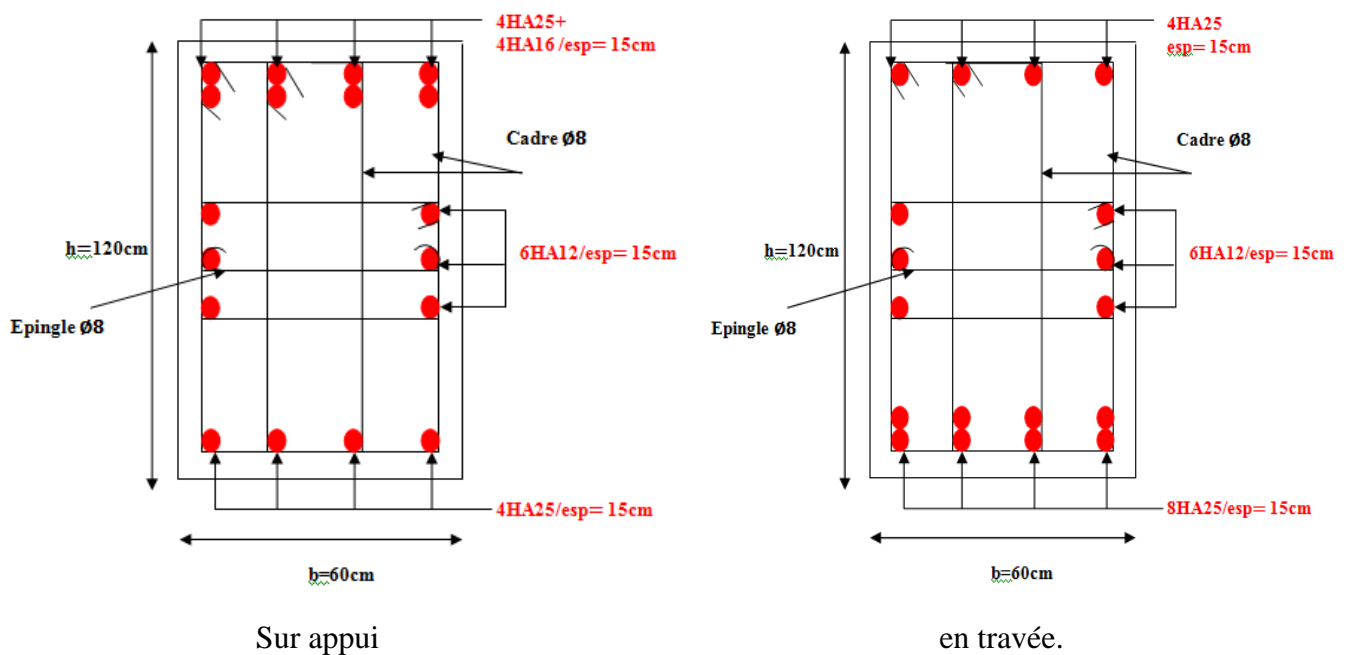 4HA25+
4HA16/esp= 15cm
Cadre Ø8
h=120cm
6HA12/esp= 15cm
Epingle Ø8
4HA25/esp= 15cm
b=60cm
Sur appui
4HA25
esp= 15cm
Cadre Ø8
h=120cm
6HA12/esp= 15cm
Epingle Ø8
8HA25/esp= 15cm
b=60cm
en travée.